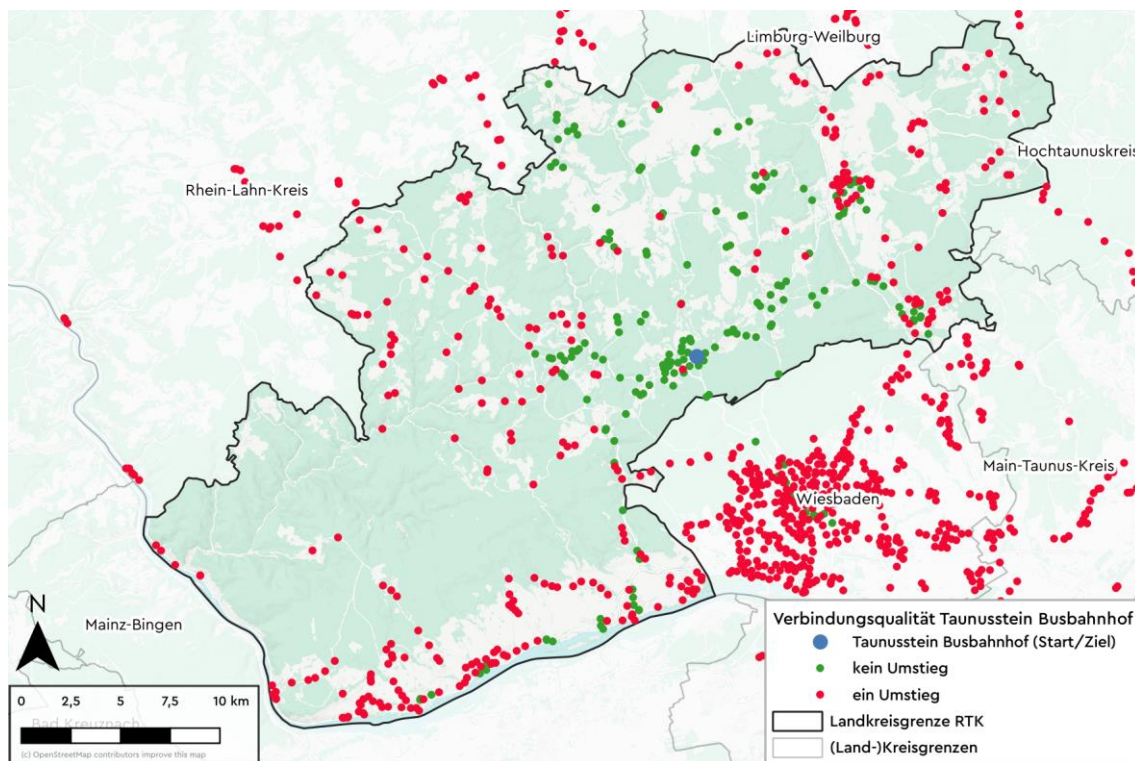 Limburg-Weilburg
Hochtaunuskreis
Rhein-Lahn-Kreis
Main-Taunus-Kreis
Wiesbaden
Mainz-Bingen
N
0 2,5 5 7,5 10 km
Bad Kreuznach
(c) OpenStreetMap contributors improve this map
Verbindungsqualität Taunusstein Busbahnhof
Taunusstein Busbahnhof (Start/Ziel)
kein Umstieg
ein Umstieg
Landkreisgrenze RTK
(Land-)Kreisgrenzen